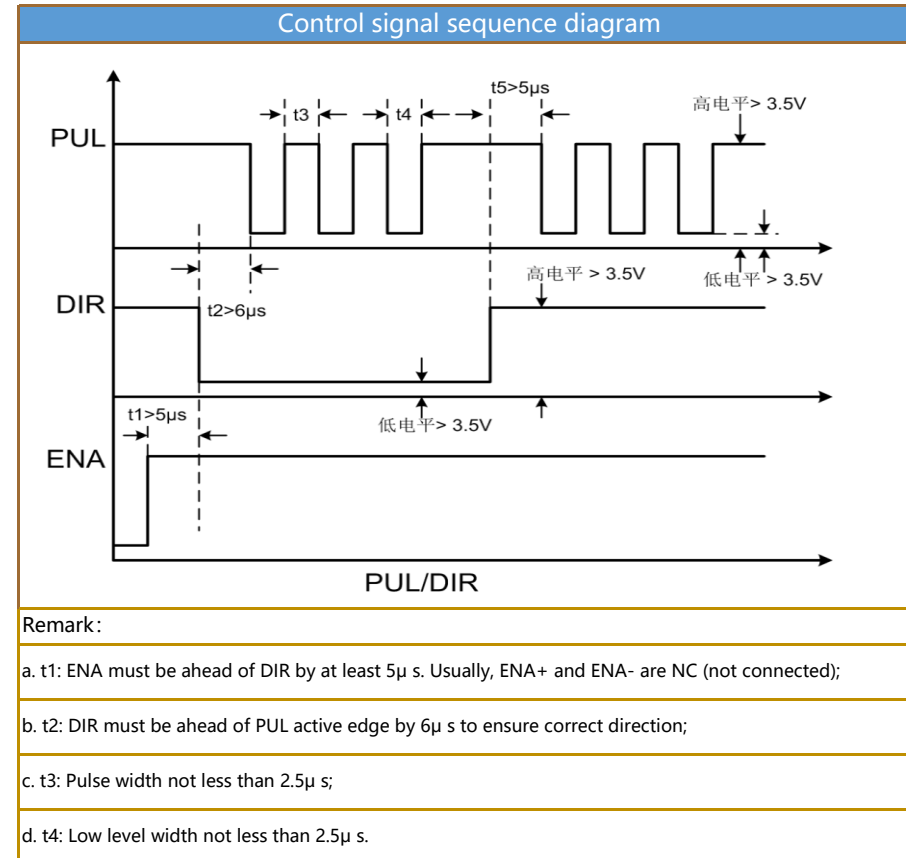 Control signal sequence diagram
t5>5μs
高电平> 3.5V
t3
t4
PUL
高电平 > 3.5V
低电平 > 3.5V
DIR
t2>6μs
t1>5μs
低电平> 3.5V
ENA
PUL/DIR
Remark：
a. t1: ENA must be ahead of DIR by at least 5μ s. Usually, ENA+ and ENA- are NC (not connected);
b. t2: DIR must be ahead of PUL active edge by 6μ s to ensure correct direction;
c. t3: Pulse width not less than 2.5μ s;
d. t4: Low level width not less than 2.5μ s.